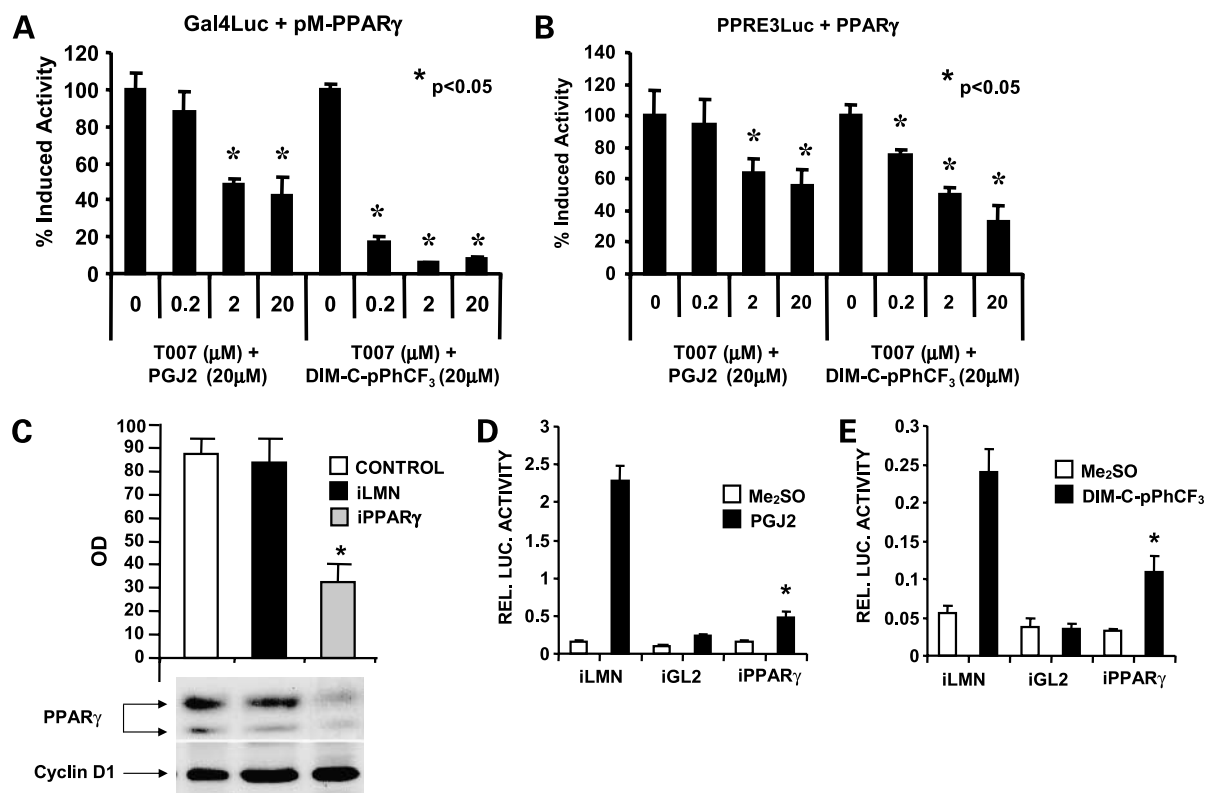 A
Gal4Luc + pM-PPARγ
% Induced Activity
120
100
80
60
40
20
0
* p<0.05
*
*
*
*
*
0
0.2
2
20
0
0.2
2
20
T007 (μM) +
PGJ2 (20μM)
T007 (μM) +
DIM-C-pPhCF₃ (20μM)
B
PPRE3Luc + PPARγ
% Induced Activity
140
120
100
80
60
40
20
0
* p<0.05
*
*
*
*
*
0
0.2
2
20
0
0.2
2
20
T007 (μM) +
PGJ2 (20μM)
T007 (μM) +
DIM-C-pPhCF₃ (20μM)
C
OD
100
90
80
70
60
50
40
30
20
10
0
CONTROL
iLMN
iPPARγ
*
PPARγ
Cyclin D1
D
REL. LUC. ACTIVITY
3
2.5
2
1.5
1
0.5
0
Me₂SO
PGJ2
*
iLMN
iGL2
iPPARγ
E
REL. LUC. ACTIVITY
0.3
0.25
0.2
0.15
0.1
0.05
0
Me₂SO
DIM-C-pPhCF₃
*
iLMN
iGL2
iPPARγ